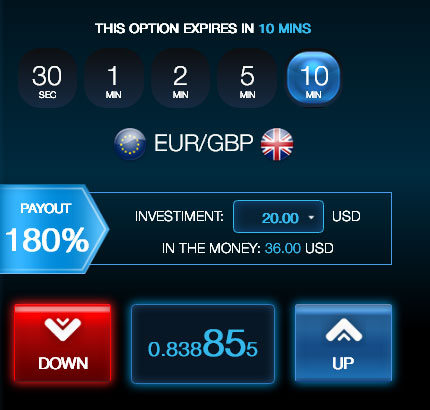 THIS OPTION EXPIRES IN 10 MINS
30 1 2 5 10
SEC MIN MIN MIN MIN
EUR/GBP
PAYOUT
180%
INVESTIMENT: 20.00 USD
IN THE MONEY: 36.00 USD
DOWN
0.838855
UP